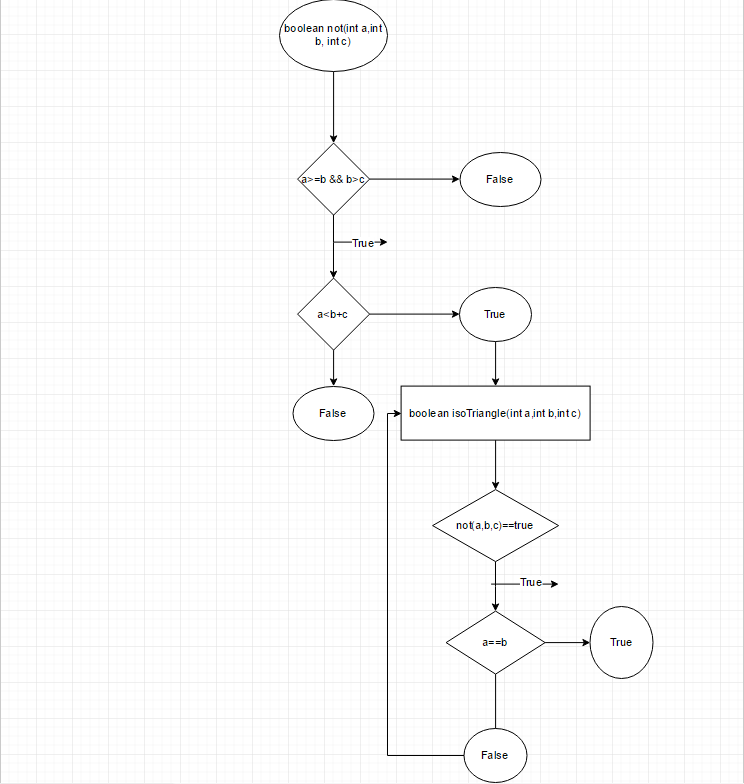 boolean not(int a,int
b, int c)
a>=b && b>c
False
True
a<b+c
True
False
boolean isoTriangle(int a,int b,int c)
not(a,b,c)==true
True
a==b
True
False